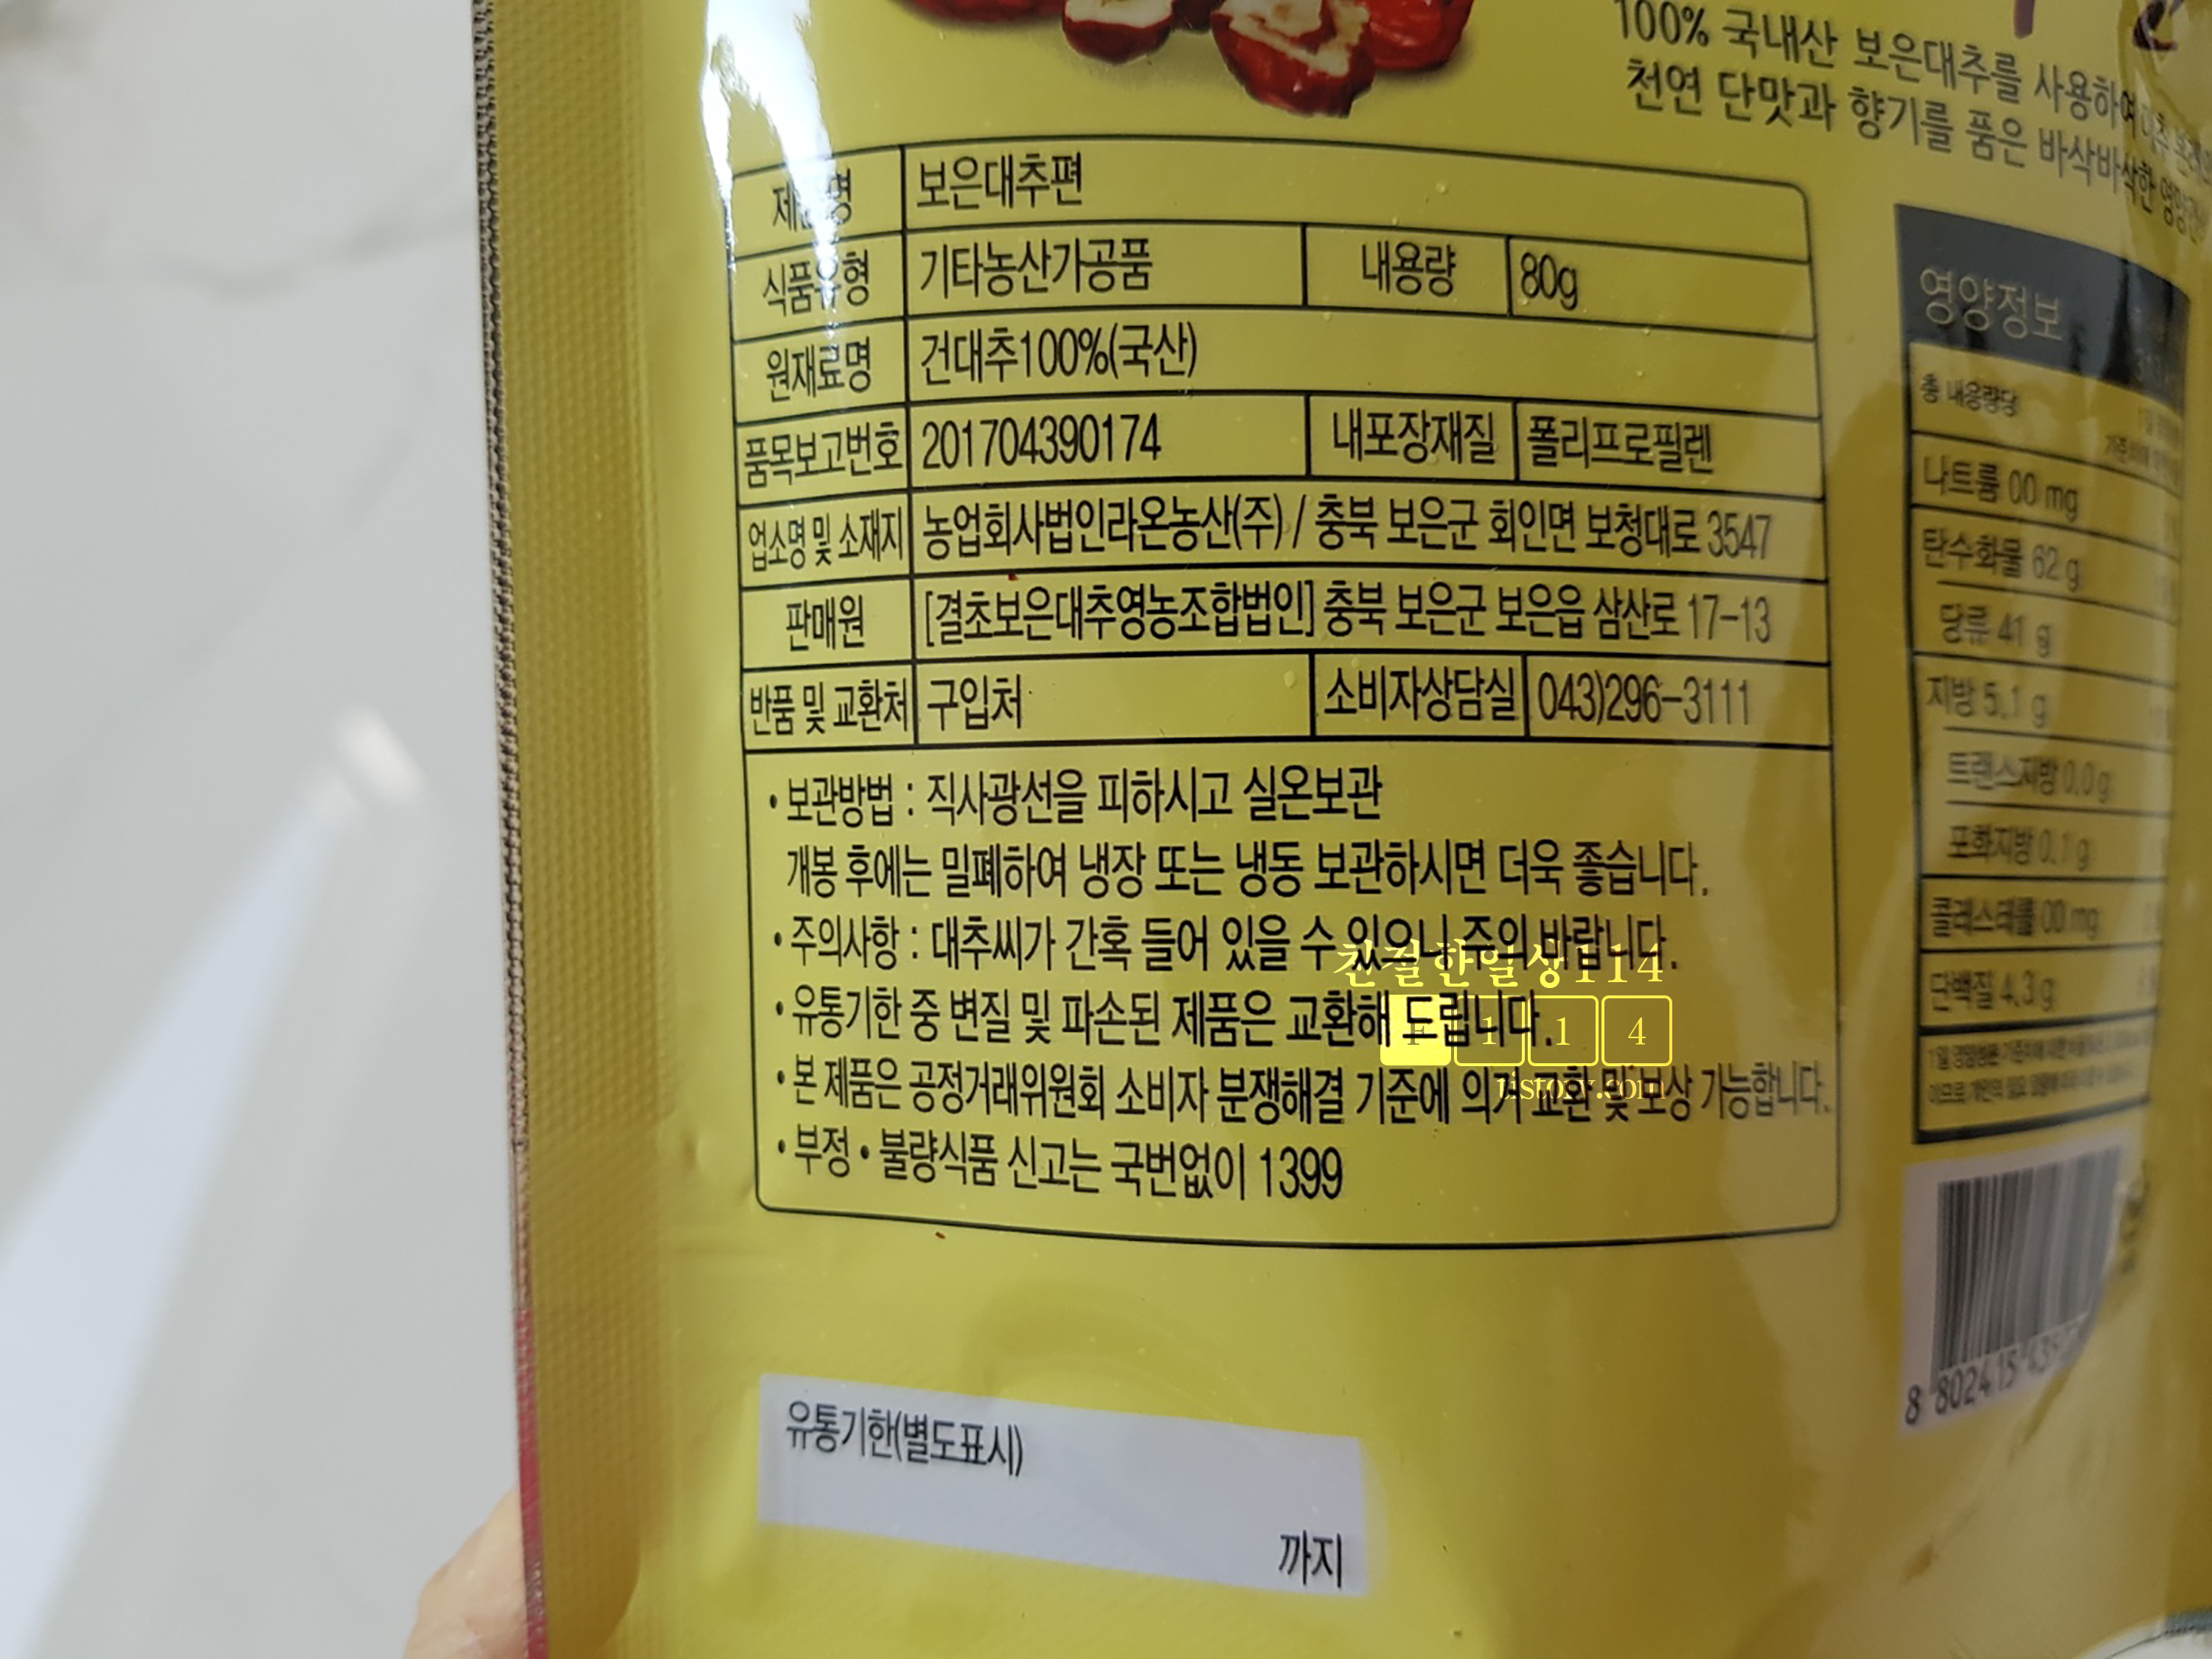 100% 국내산 보은대추를 사용하여
천연 단맛과 향기를 품은 바삭바삭한
제품명 보은대추편
식품유형 기타농산가공품 내용량 80g
원재료명 건대추100%(국산)
품목보고번호 201704390174 내포장재질 폴리프로필렌
업소명 및 소재지 농업회사법인라온농산(주) / 충북 보은군 회인면 보청대로 3547
판매원 [결초보은대추영농조합법인] 충북 보은군 보은읍 삼산로 17-13
반품 및 교환처 구입처 소비자상담실 043)296-3111
• 보관방법 : 직사광선을 피하시고 실온보관
개봉 후에는 밀폐하여 냉장 또는 냉동 보관하시면 더욱 좋습니다.
• 주의사항 : 대추씨가 간혹 들어 있을 수 있으니 주의 바랍니다.
• 유통기한 중 변질 및 파손된 제품은 교환해 드립니다.
• 본 제품은 공정거래위원회 소비자 분쟁해결 기준에 의거 교환 및 보상 가능합니다.
• 부정 • 불량식품 신고는 국번없이 1399
친절한일상114
F 1 1 4
tistory.com
영양정보
총 내용량당
나트륨 00 mg
탄수화물 62 g
당류 41 g
지방 5.1 g
트랜스지방 0.0 g
포화지방 0.1 g
콜레스테롤 00 mg
단백질 4.3 g
8 802415
유통기한(별도표시)
까지